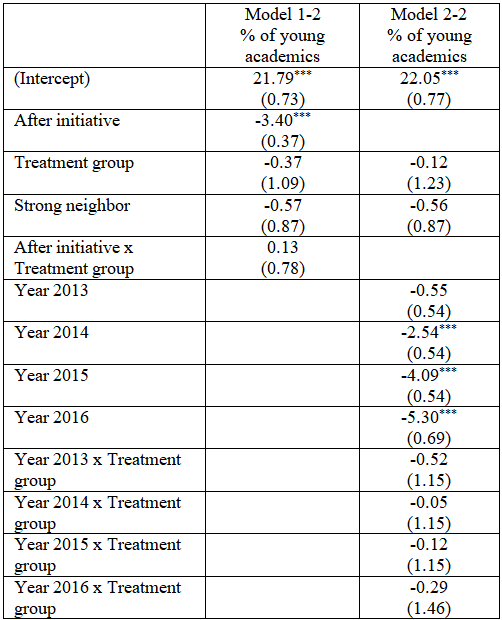 Model 1-2 Model 2-2
% of young % of young
academics academics
(Intercept) 21.79*** 22.05***
(0.73) (0.77)
After initiative -3.40***
(0.37)
Treatment group -0.37 -0.12
(1.09) (1.23)
Strong neighbor -0.57 -0.56
(0.87) (0.87)
After initiative x 0.13
Treatment group (0.78)
Year 2013 -0.55
(0.54)
Year 2014 -2.54***
(0.54)
Year 2015 -4.09***
(0.54)
Year 2016 -5.30***
(0.69)
Year 2013 x Treatment -0.52
group (1.15)
Year 2014 x Treatment -0.05
group (1.15)
Year 2015 x Treatment -0.12
group (1.15)
Year 2016 x Treatment -0.29
group (1.46)